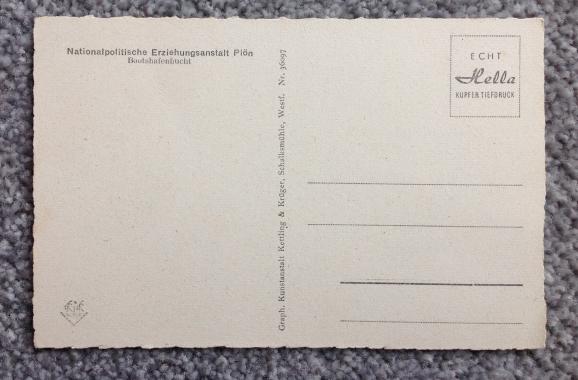 Nationalpolitische Erziehungsanstalt Plön
Bootshafenbucht
Graph. Kunstanstalt Kettling & Krüger, Schalksmühle, Westf. Nr. 36097
ECHT
Hella
KUPFERTIEFDRUCK